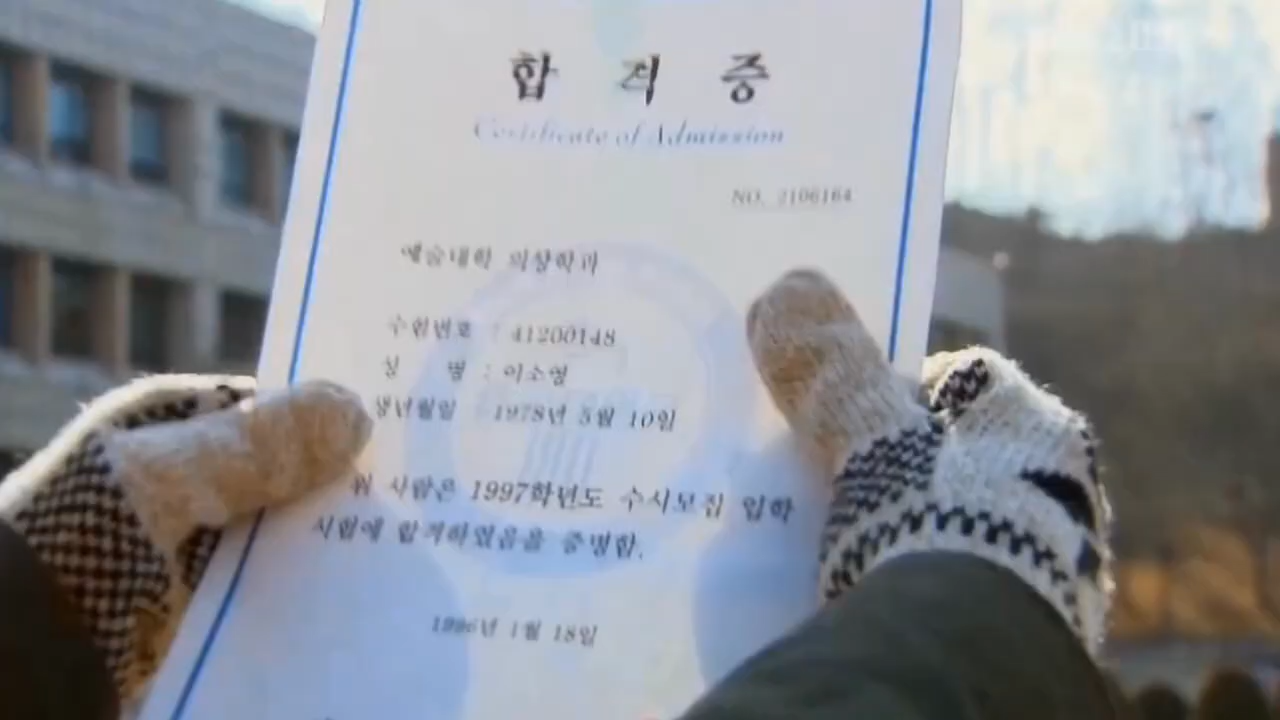 합 격 증
Certificate of Admission
NO. 2106164
예술대학 의상학과
수험번호 : 41200148
성 명 : 이소영
생년월일 1978년 5월 10일
위 사람은 1997학년도 수시모집 입학
시험에 합격하였음을 증명함.
1996년 1월 18일